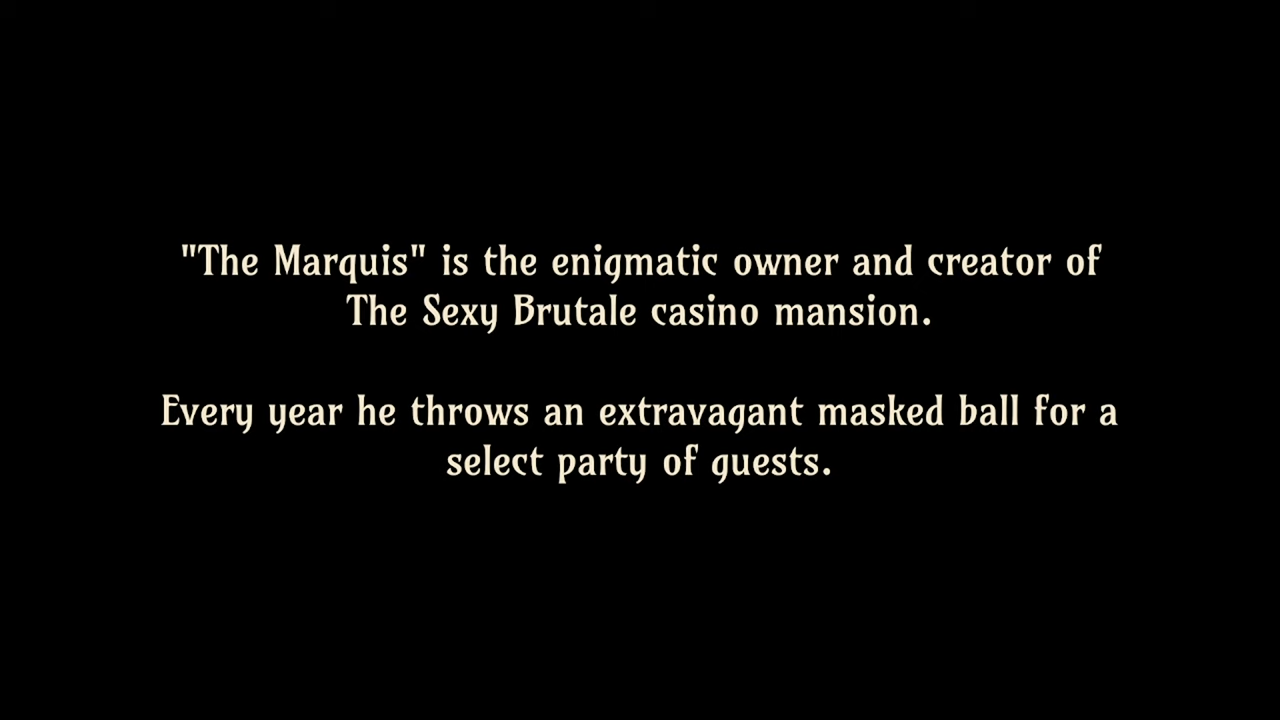 "The Marquis" is the enigmatic owner and creator of
The Sexy Brutale casino mansion.
Every year he throws an extravagant masked ball for a
select party of guests.